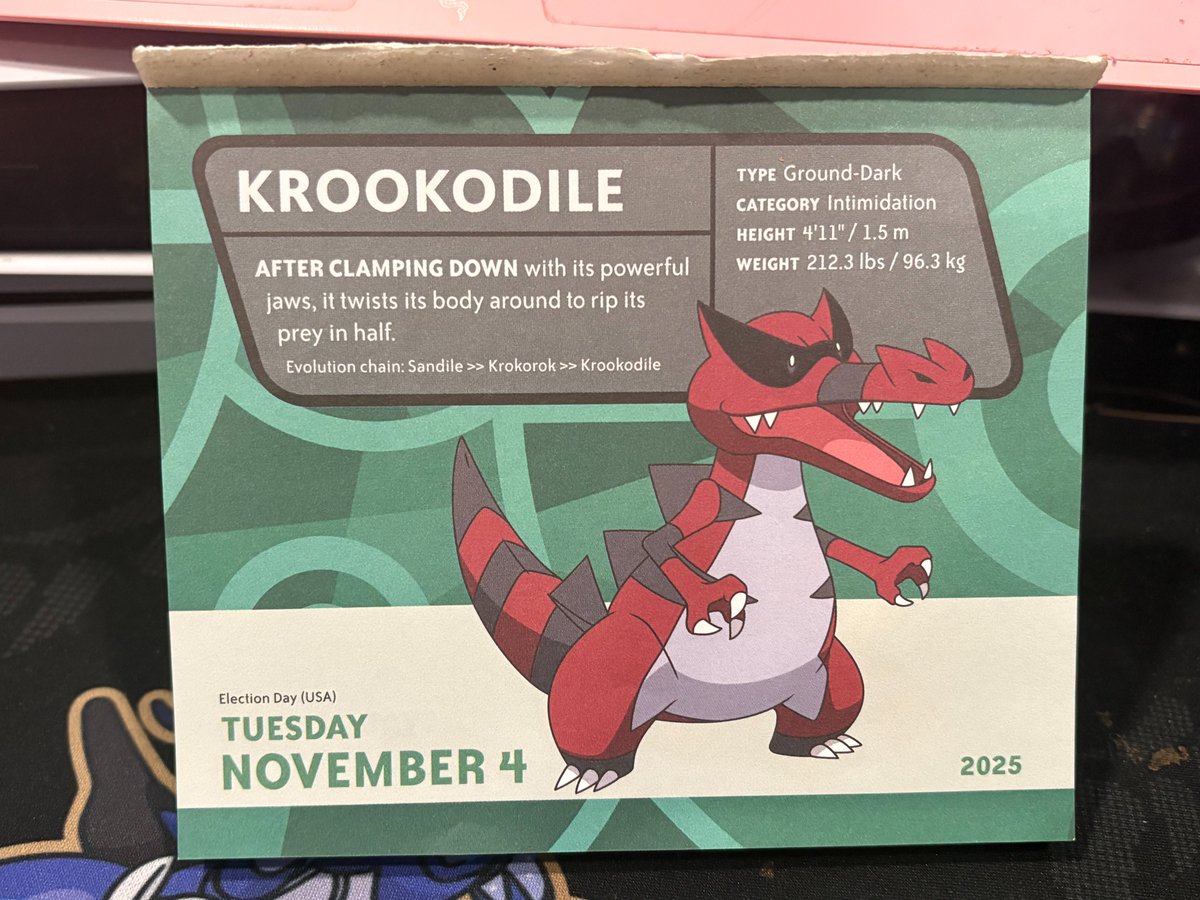 KROOKODILE
AFTER CLAMPING DOWN with its powerful
jaws, it twists its body around to rip its
prey in half.
Evolution chain: Sandile >> Krokorok >> Krookodile
TYPE Ground-Dark
CATEGORY Intimidation
HEIGHT 4'11" / 1.5 m
WEIGHT 212.3 lbs / 96.3 kg
Election Day (USA)
TUESDAY
NOVEMBER 4
2025